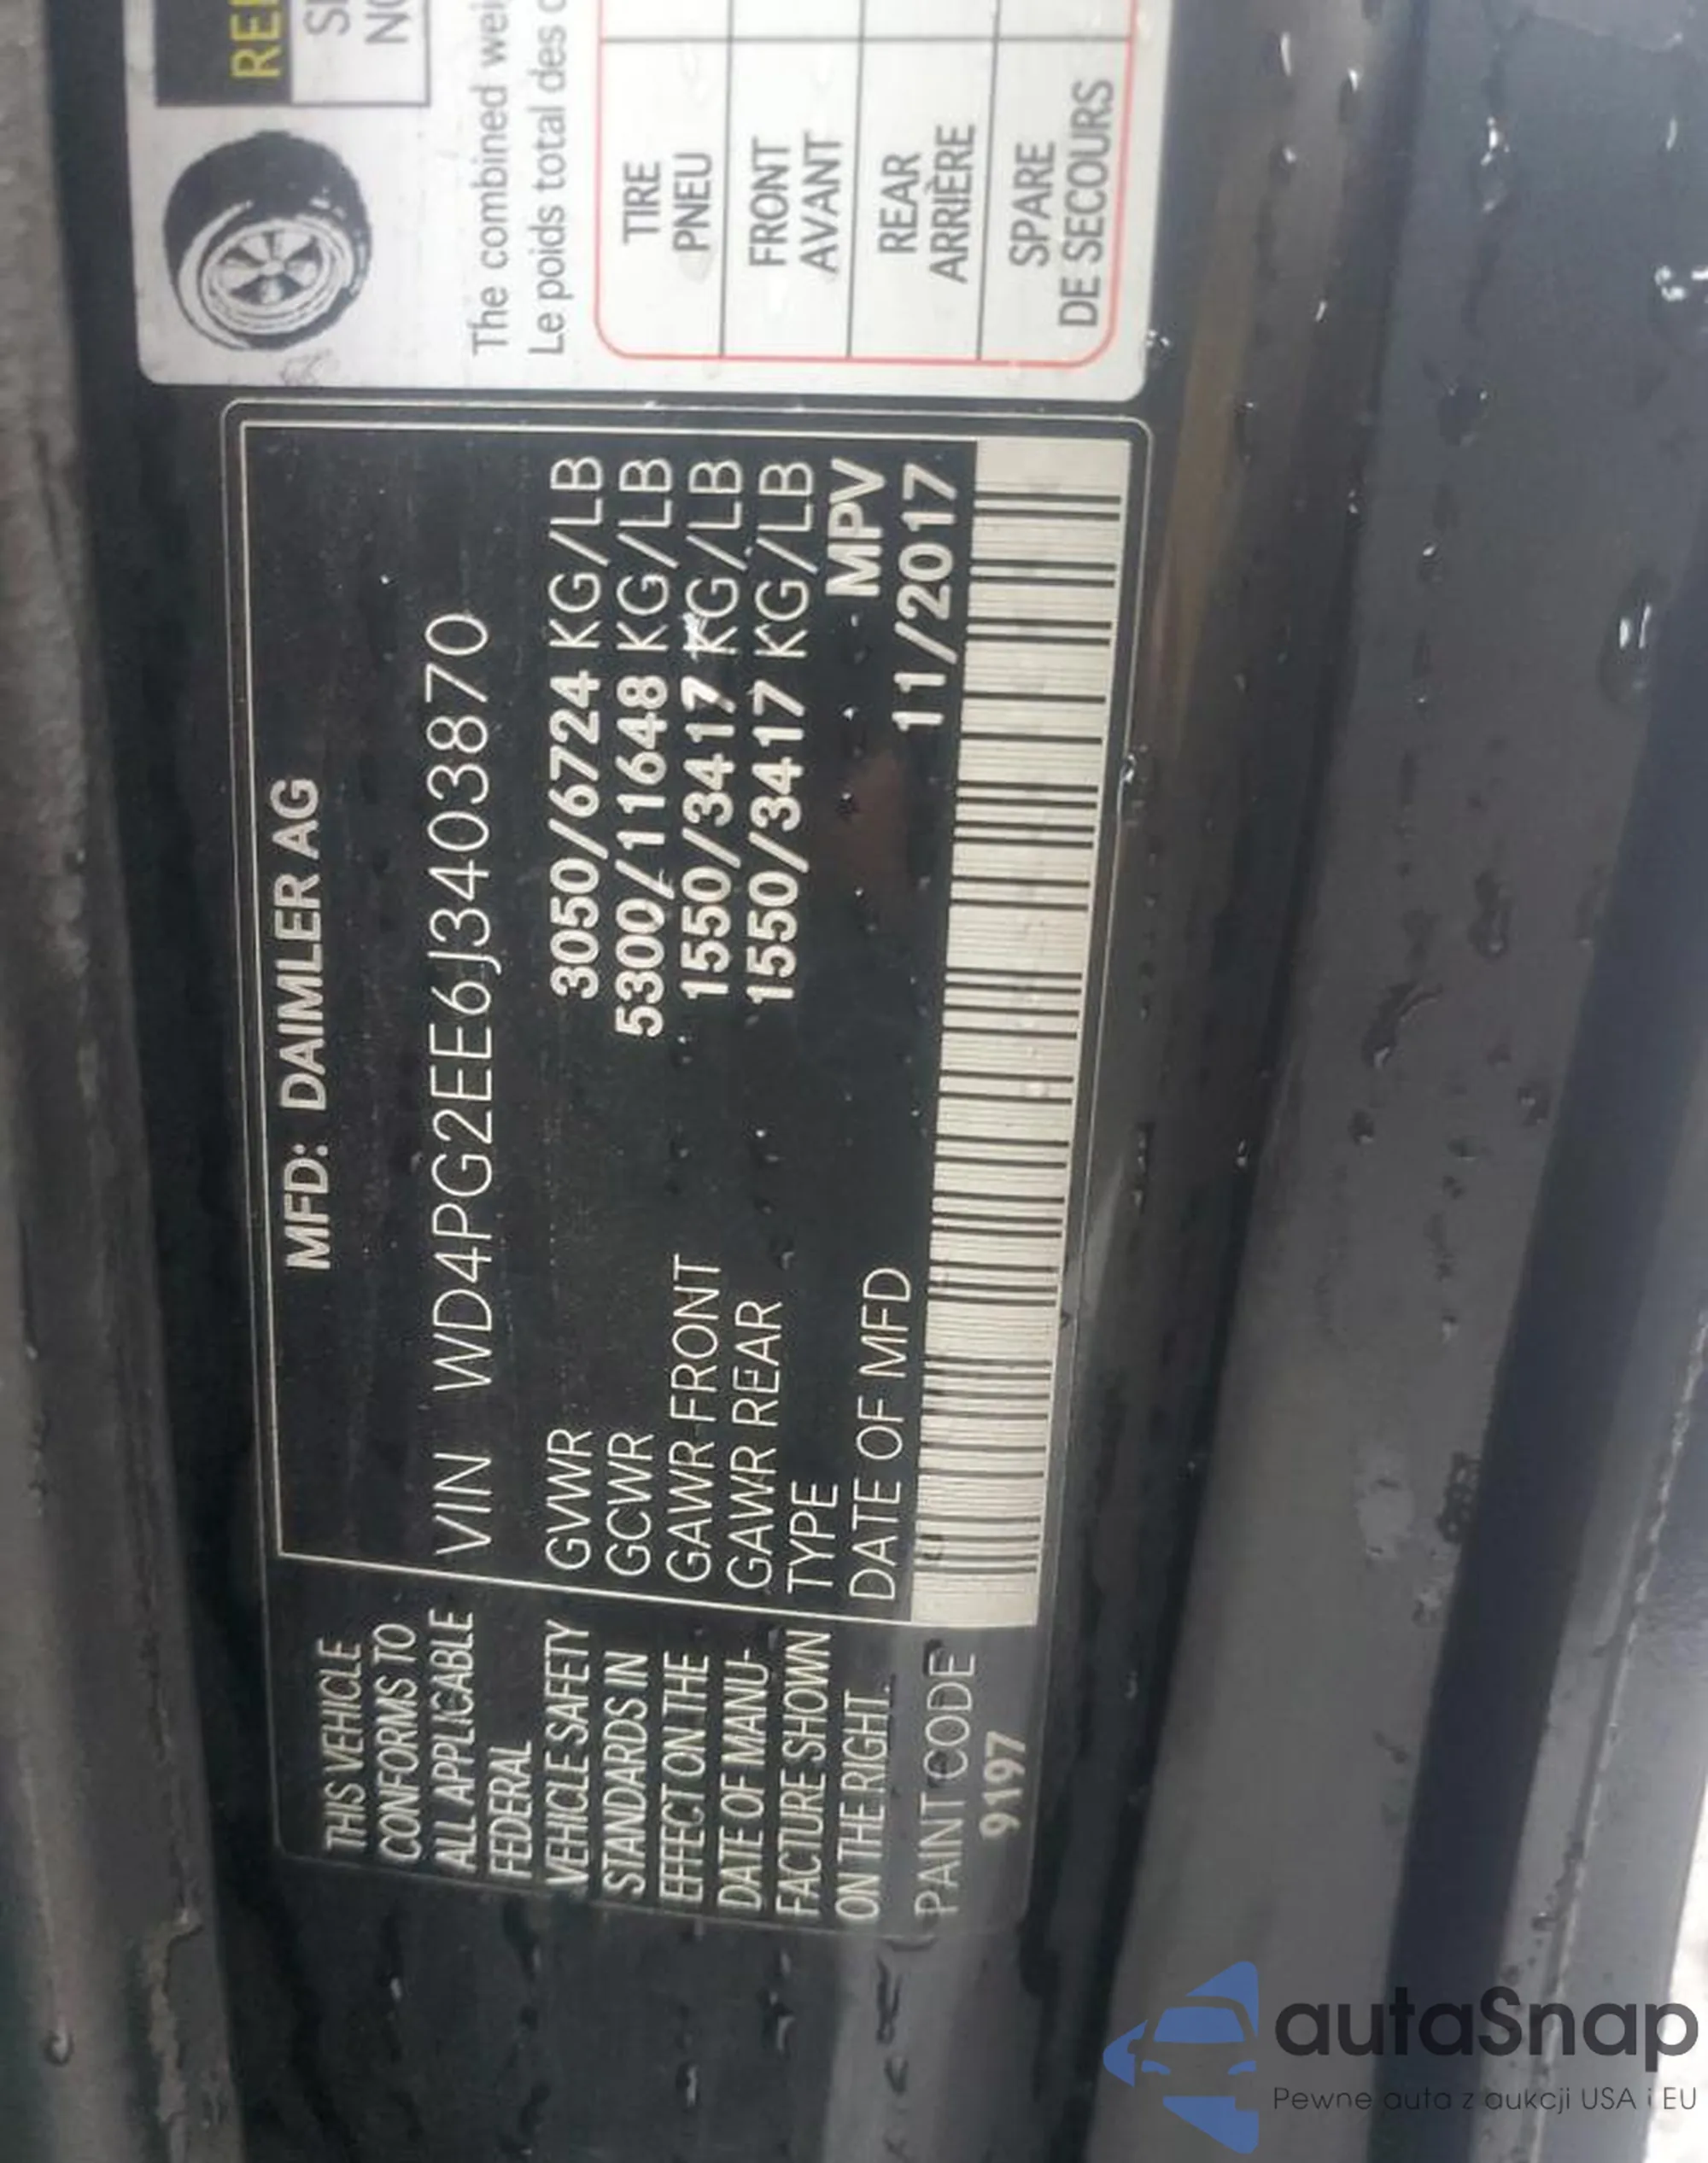 MFD: DAIMLER AG
VIN WD4PG2EE6J3403870
GVWR 3050/6724 KG/LB
GCWR 5300/11648 KG/LB
GAWR FRONT 1550/3417 KG/LB
GAWR REAR 1550/3417 KG/LB
TYPE MPV
DATE OF MFD 11/2017
THIS VEHICLE
CONFORMS TO
ALL APPLICABLE
FEDERAL
VEHICLE SAFETY
STANDARDS IN
EFFECT ON THE
DATE OF MANU-
FACTURE SHOWN
ON THE RIGHT.
PAINT CODE
9197
The combined
Le poids total des
TIRE
PNEU
FRONT
AVANT
REAR
ARRIÈRE
SPARE
DE SECOURS
autaSnap
Pewne auta z aukcji USA i EU